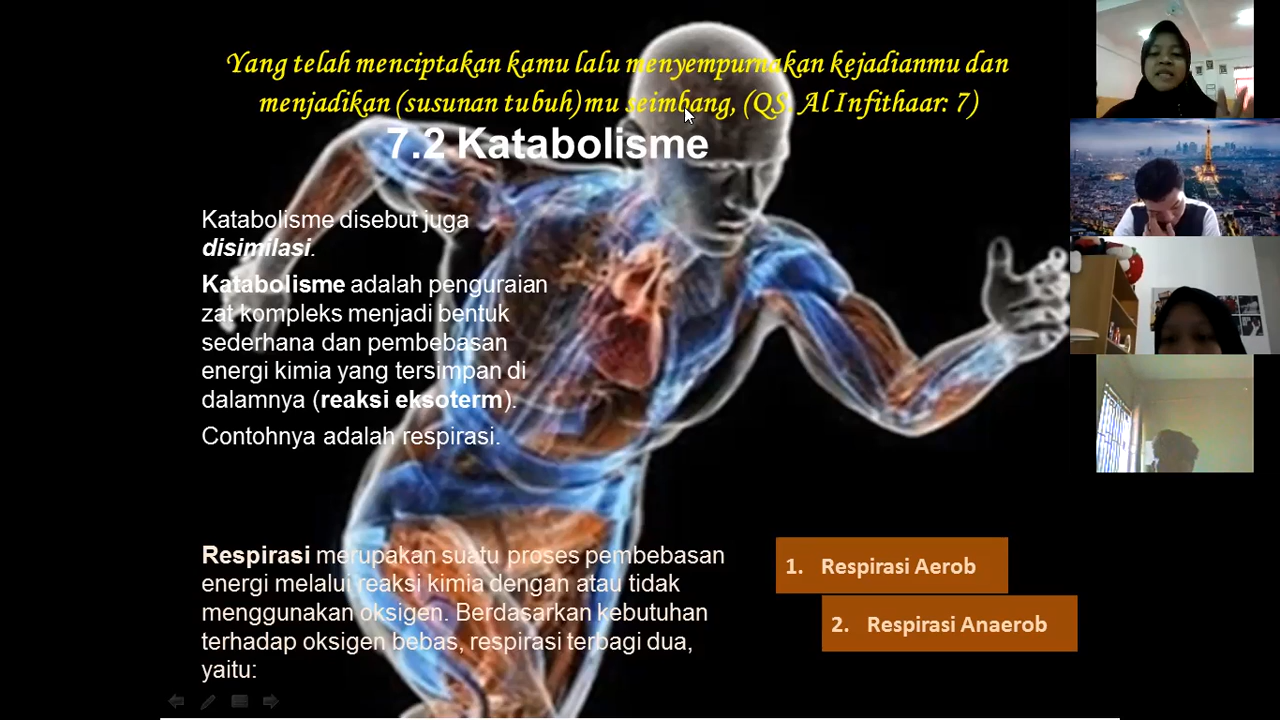 Yang telah menciptakan kamu lalu menyempurnakan kejadianmu dan
menjadikan (susunan tubuh)mu seimbang, (QS. Al Infithaar: 7)
7.2 Katabolisme
Katabolisme disebut juga
disimilasi.
Katabolisme adalah penguraian
zat kompleks menjadi bentuk
sederhana dan pembebasan
energi kimia yang tersimpan di
dalamnya (reaksi eksoterm).
Contohnya adalah respirasi.
Respirasi merupakan suatu proses pembebasan
energi melalui reaksi kimia dengan atau tidak
menggunakan oksigen. Berdasarkan kebutuhan
terhadap oksigen bebas, respirasi terbagi dua,
yaitu:
1. Respirasi Aerob
2. Respirasi Anaerob